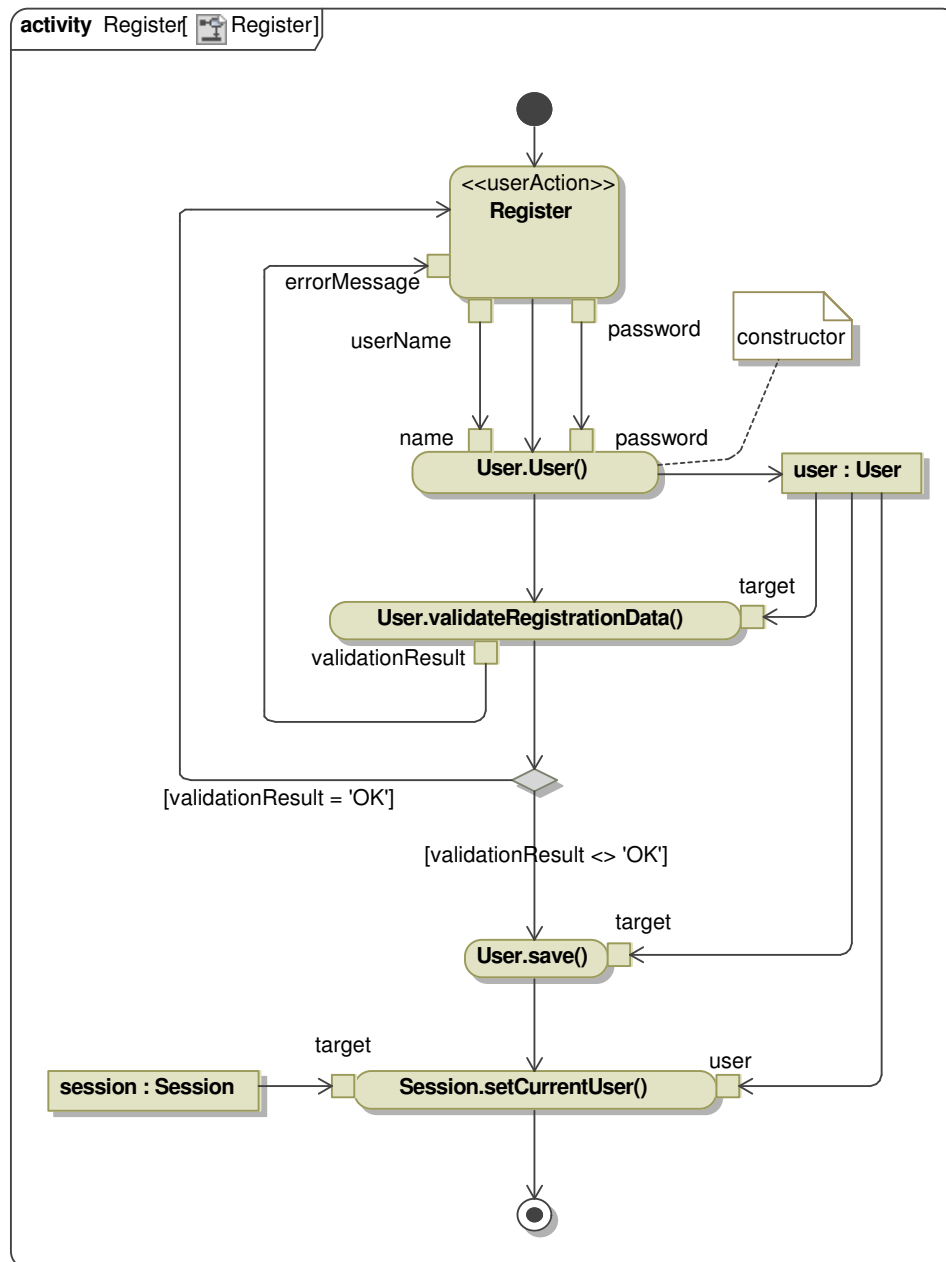 activity Register[ Register]
<<userAction>>
Register
errorMessage
userName
password
constructor
name
password
User.User()
user : User
target
User.validateRegistrationData()
validationResult
[validationResult = 'OK']
[validationResult <> 'OK']
target
User.save()
target
user
session : Session
Session.setCurrentUser()